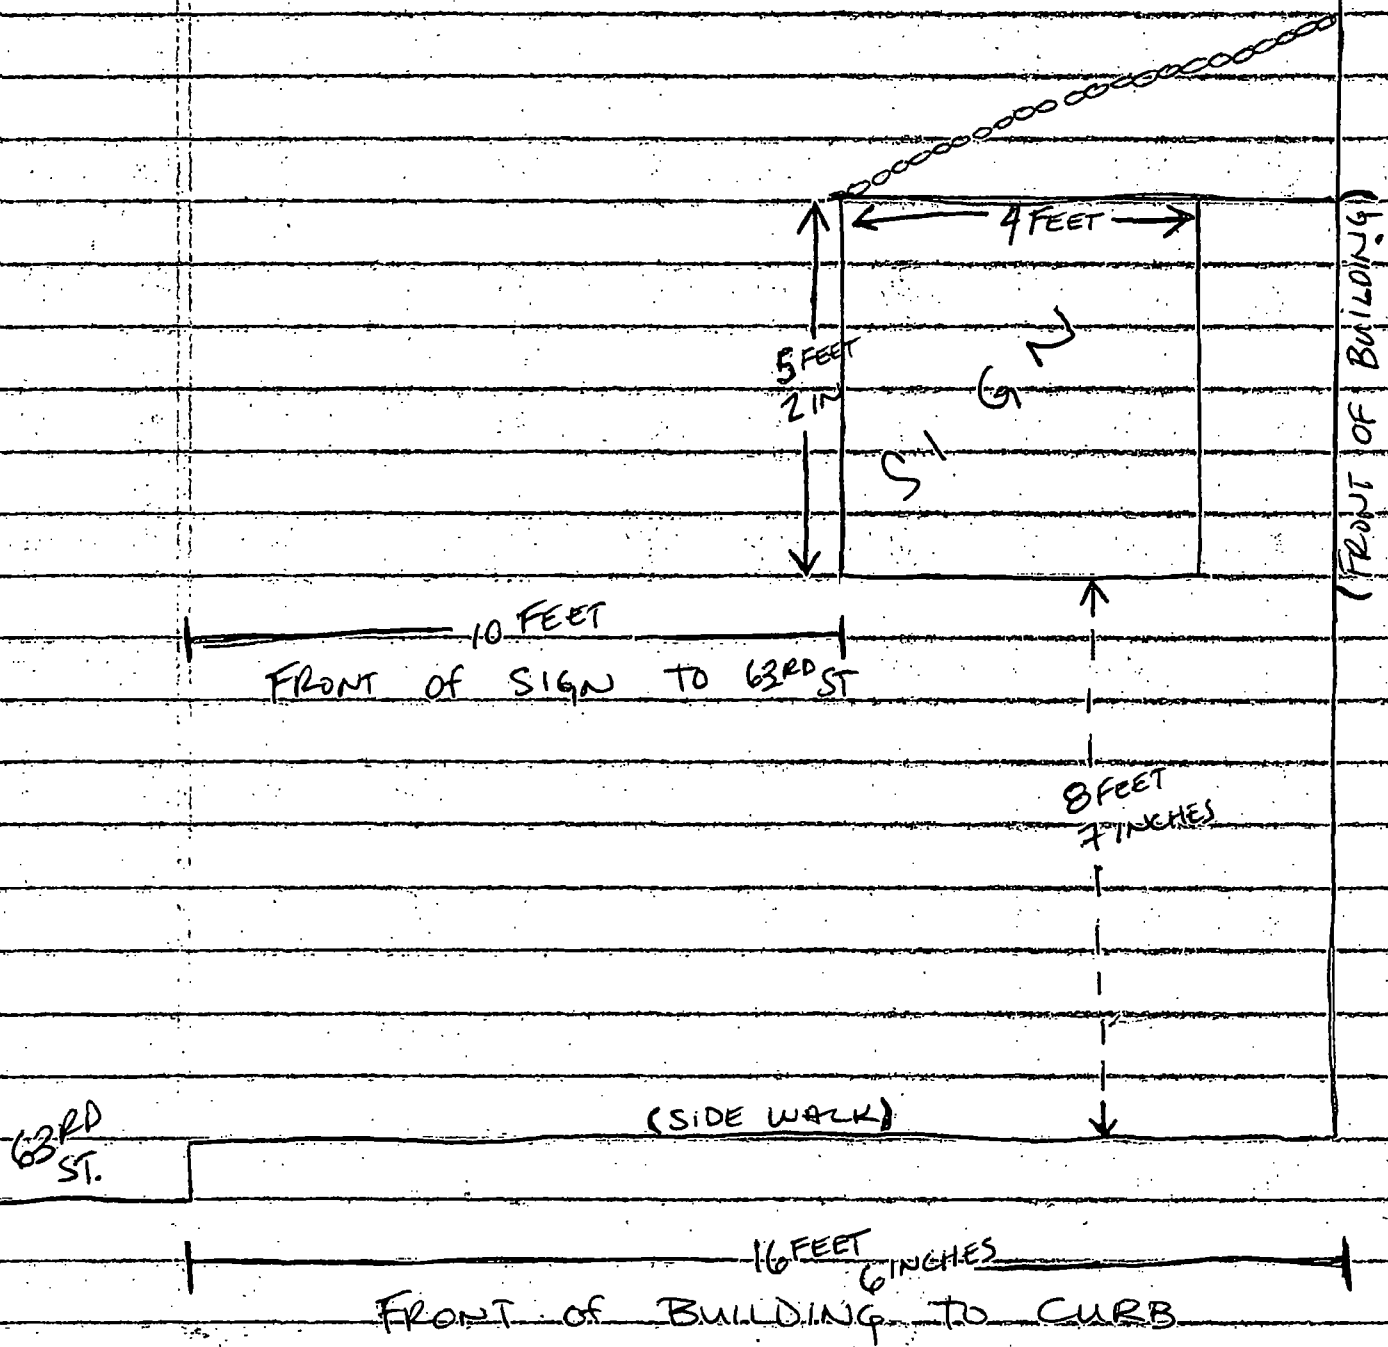 4 FEET
(FRONT OF BUILDING)
5 FEET
2 IN
SIGN
10 FEET
FRONT of SIGN TO 63RD ST
8 FEET
7 INCHES
(SIDE WALK)
63RD
ST.
16 FEET
6 INCHES
FRONT of BUILDING TO CURB